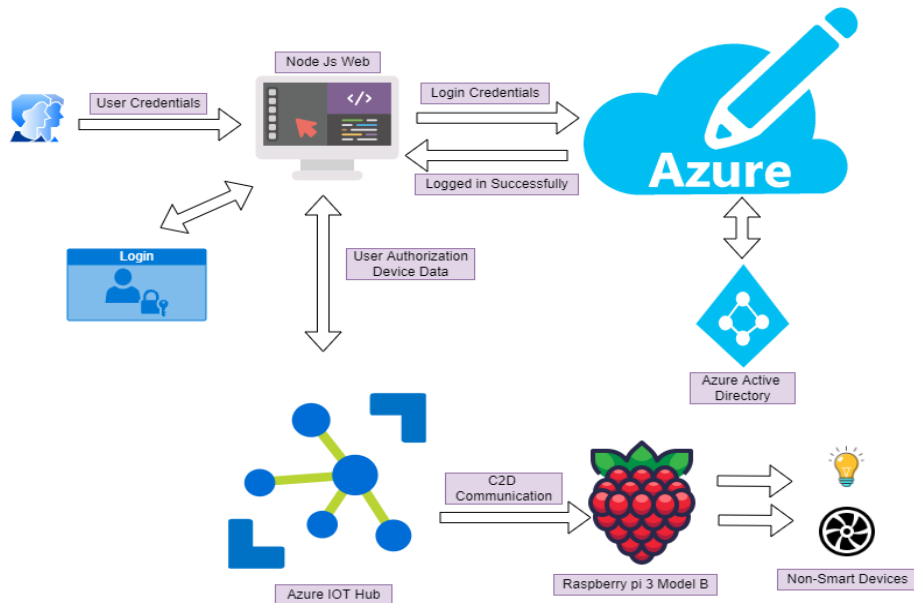 Node Js Web
User Credentials
</>
Login Credentials
Logged in Successfully
Azure
Login
User Authorization
Device Data
Azure Active
Directory
C2D
Communication
Azure IOT Hub
Raspberry pi 3 Model B
Non-Smart Devices